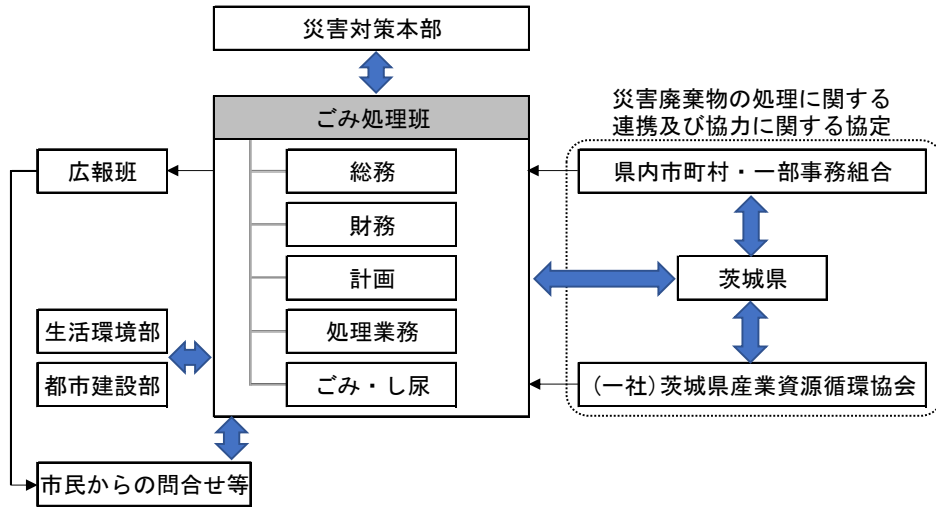 災害対策本部
ごみ処理班
災害廃棄物の処理に関する
連携及び協力に関する協定
広報班
総務
県内市町村・一部事務組合
財務
計画
茨城県
生活環境部
処理業務
都市建設部
ごみ・し尿
(一社)茨城県産業資源循環協会
市民からの問合せ等